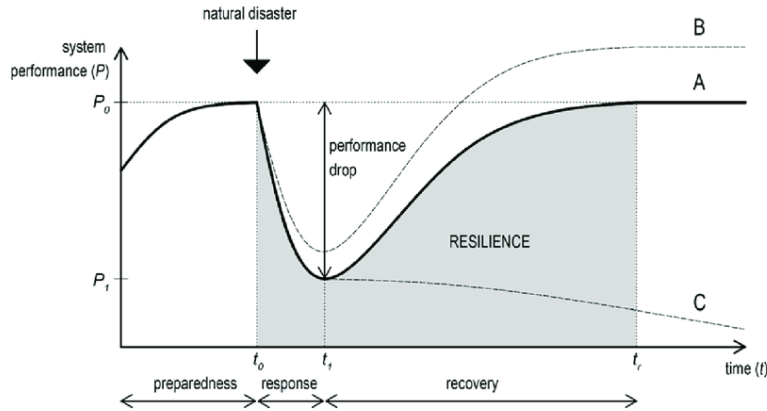 natural disaster
system
performance (P)
B
A
P₀
performance
drop
RESILIENCE
P₁
C
t₀ t₁ tᵣ
time (t)
preparedness response recovery